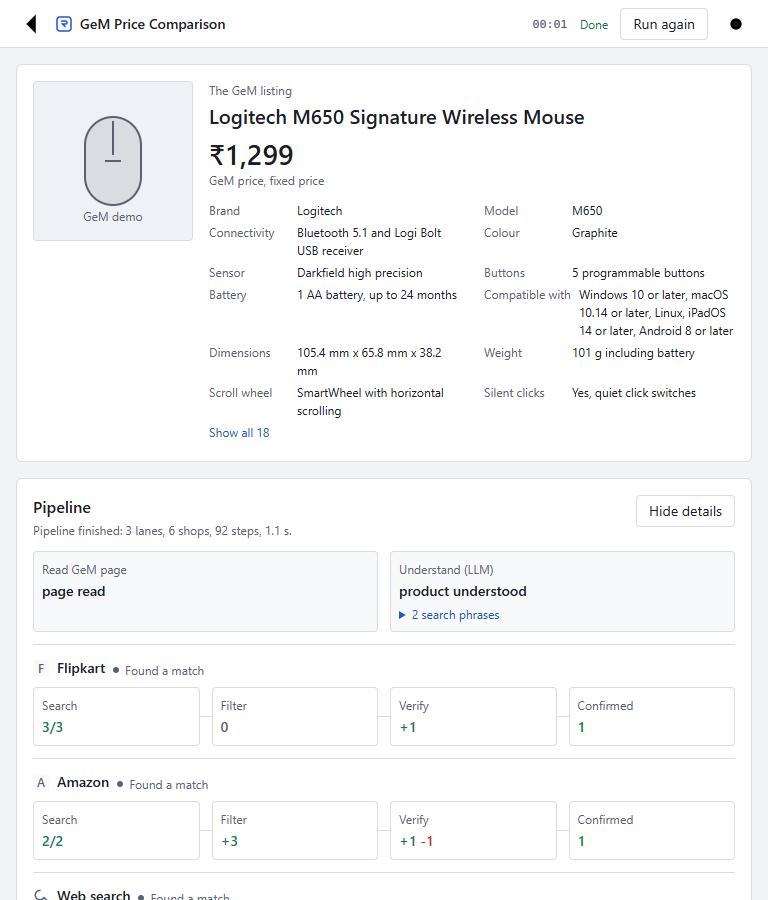 GeM Price Comparison
00:01 Done Run again
The GeM listing
Logitech M650 Signature Wireless Mouse
₹1,299
GeM price, fixed price
GeM demo
Brand Logitech Model M650
Connectivity Bluetooth 5.1 and Logi Bolt USB receiver Colour Graphite
Sensor Darkfield high precision Buttons 5 programmable buttons
Battery 1 AA battery, up to 24 months Compatible with Windows 10 or later, macOS 10.14 or later, Linux, iPadOS 14 or later, Android 8 or later
Dimensions 105.4 mm x 65.8 mm x 38.2 mm Weight 101 g including battery
Scroll wheel SmartWheel with horizontal scrolling Silent clicks Yes, quiet click switches
Show all 18
Pipeline
Hide details
Pipeline finished: 3 lanes, 6 shops, 92 steps, 1.1 s.
Read GeM page
page read
Understand (LLM)
product understood
2 search phrases
F Flipkart Found a match
Search Filter Verify Confirmed
3/3 0 +1 1
A Amazon Found a match
Search Filter Verify Confirmed
2/2 +3 +1 -1 1
Web search Found a match